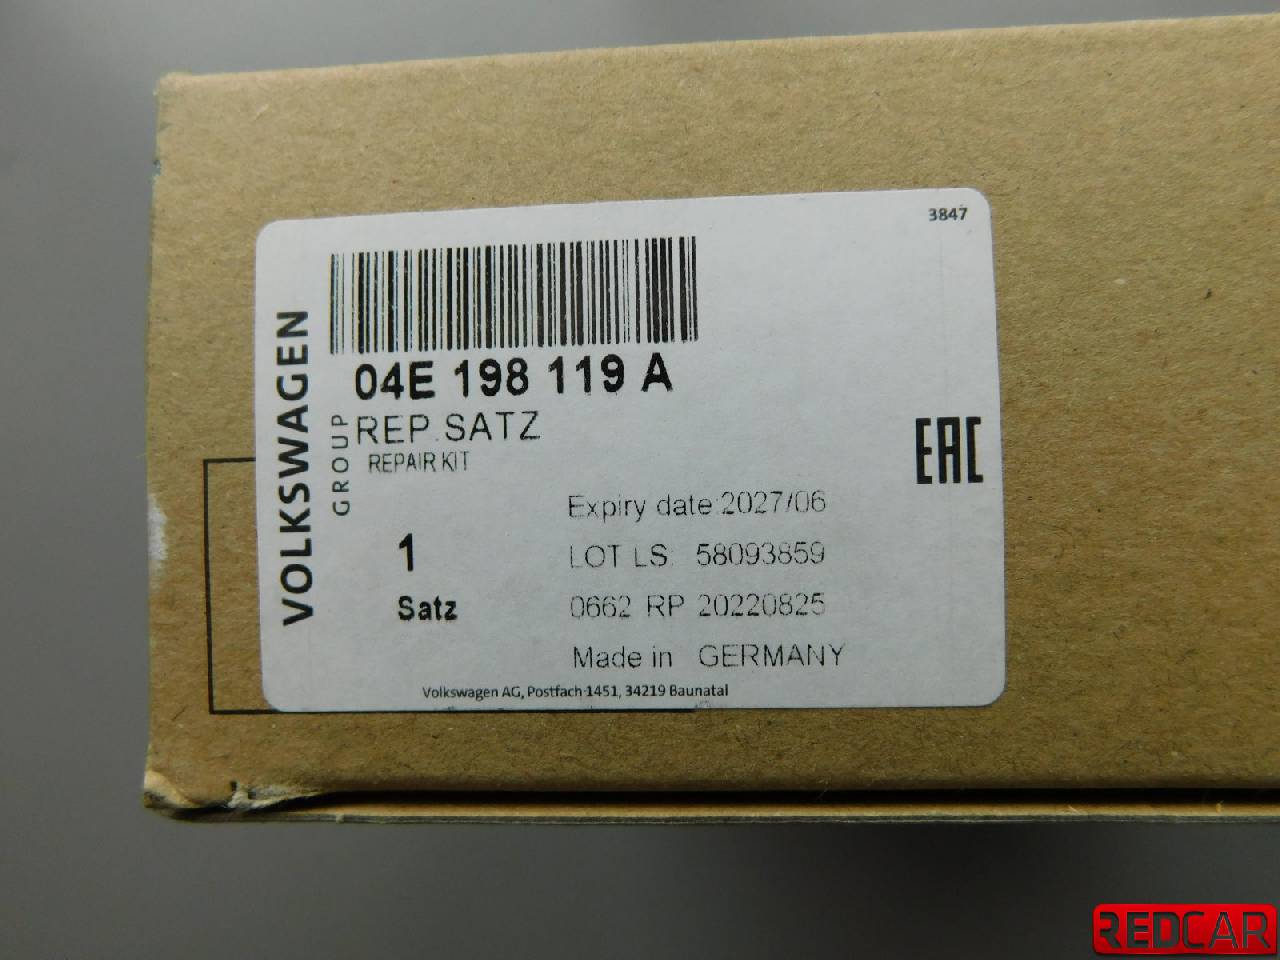 3847
VOLKSWAGEN
GROUP
04E 198 119 A
REP.SATZ
REPAIR KIT
EAC
Expiry date:2027/06
1
LOT LS: 58093859
Satz
0662 RP 20220825
Made in GERMANY
Volkswagen AG, Postfach 1451, 34219 Baunatal
REDCAR